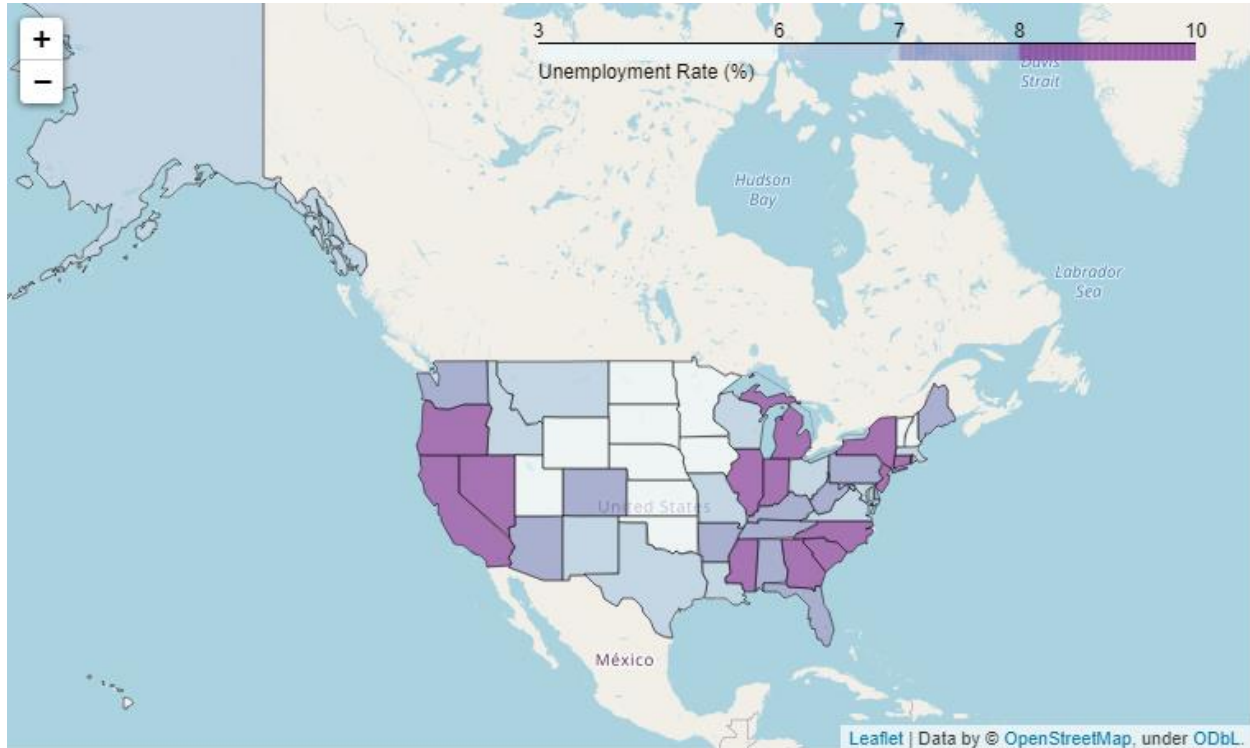 +
−
3 6 7 8 10
Unemployment Rate (%)
Davis
Strait
Hudson
Bay
Labrador
Sea
United States
México
Leaflet | Data by © OpenStreetMap, under ODbL.